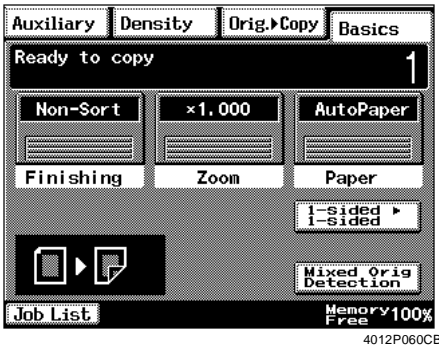 Auxiliary Density Orig.▸Copy Basics
Ready to copy 1
Non-Sort ×1.000 AutoPaper
Finishing Zoom Paper
1-sided ▸
1-sided
Mixed Orig
Detection
Job List Memory 100%
Free
4012P060CB